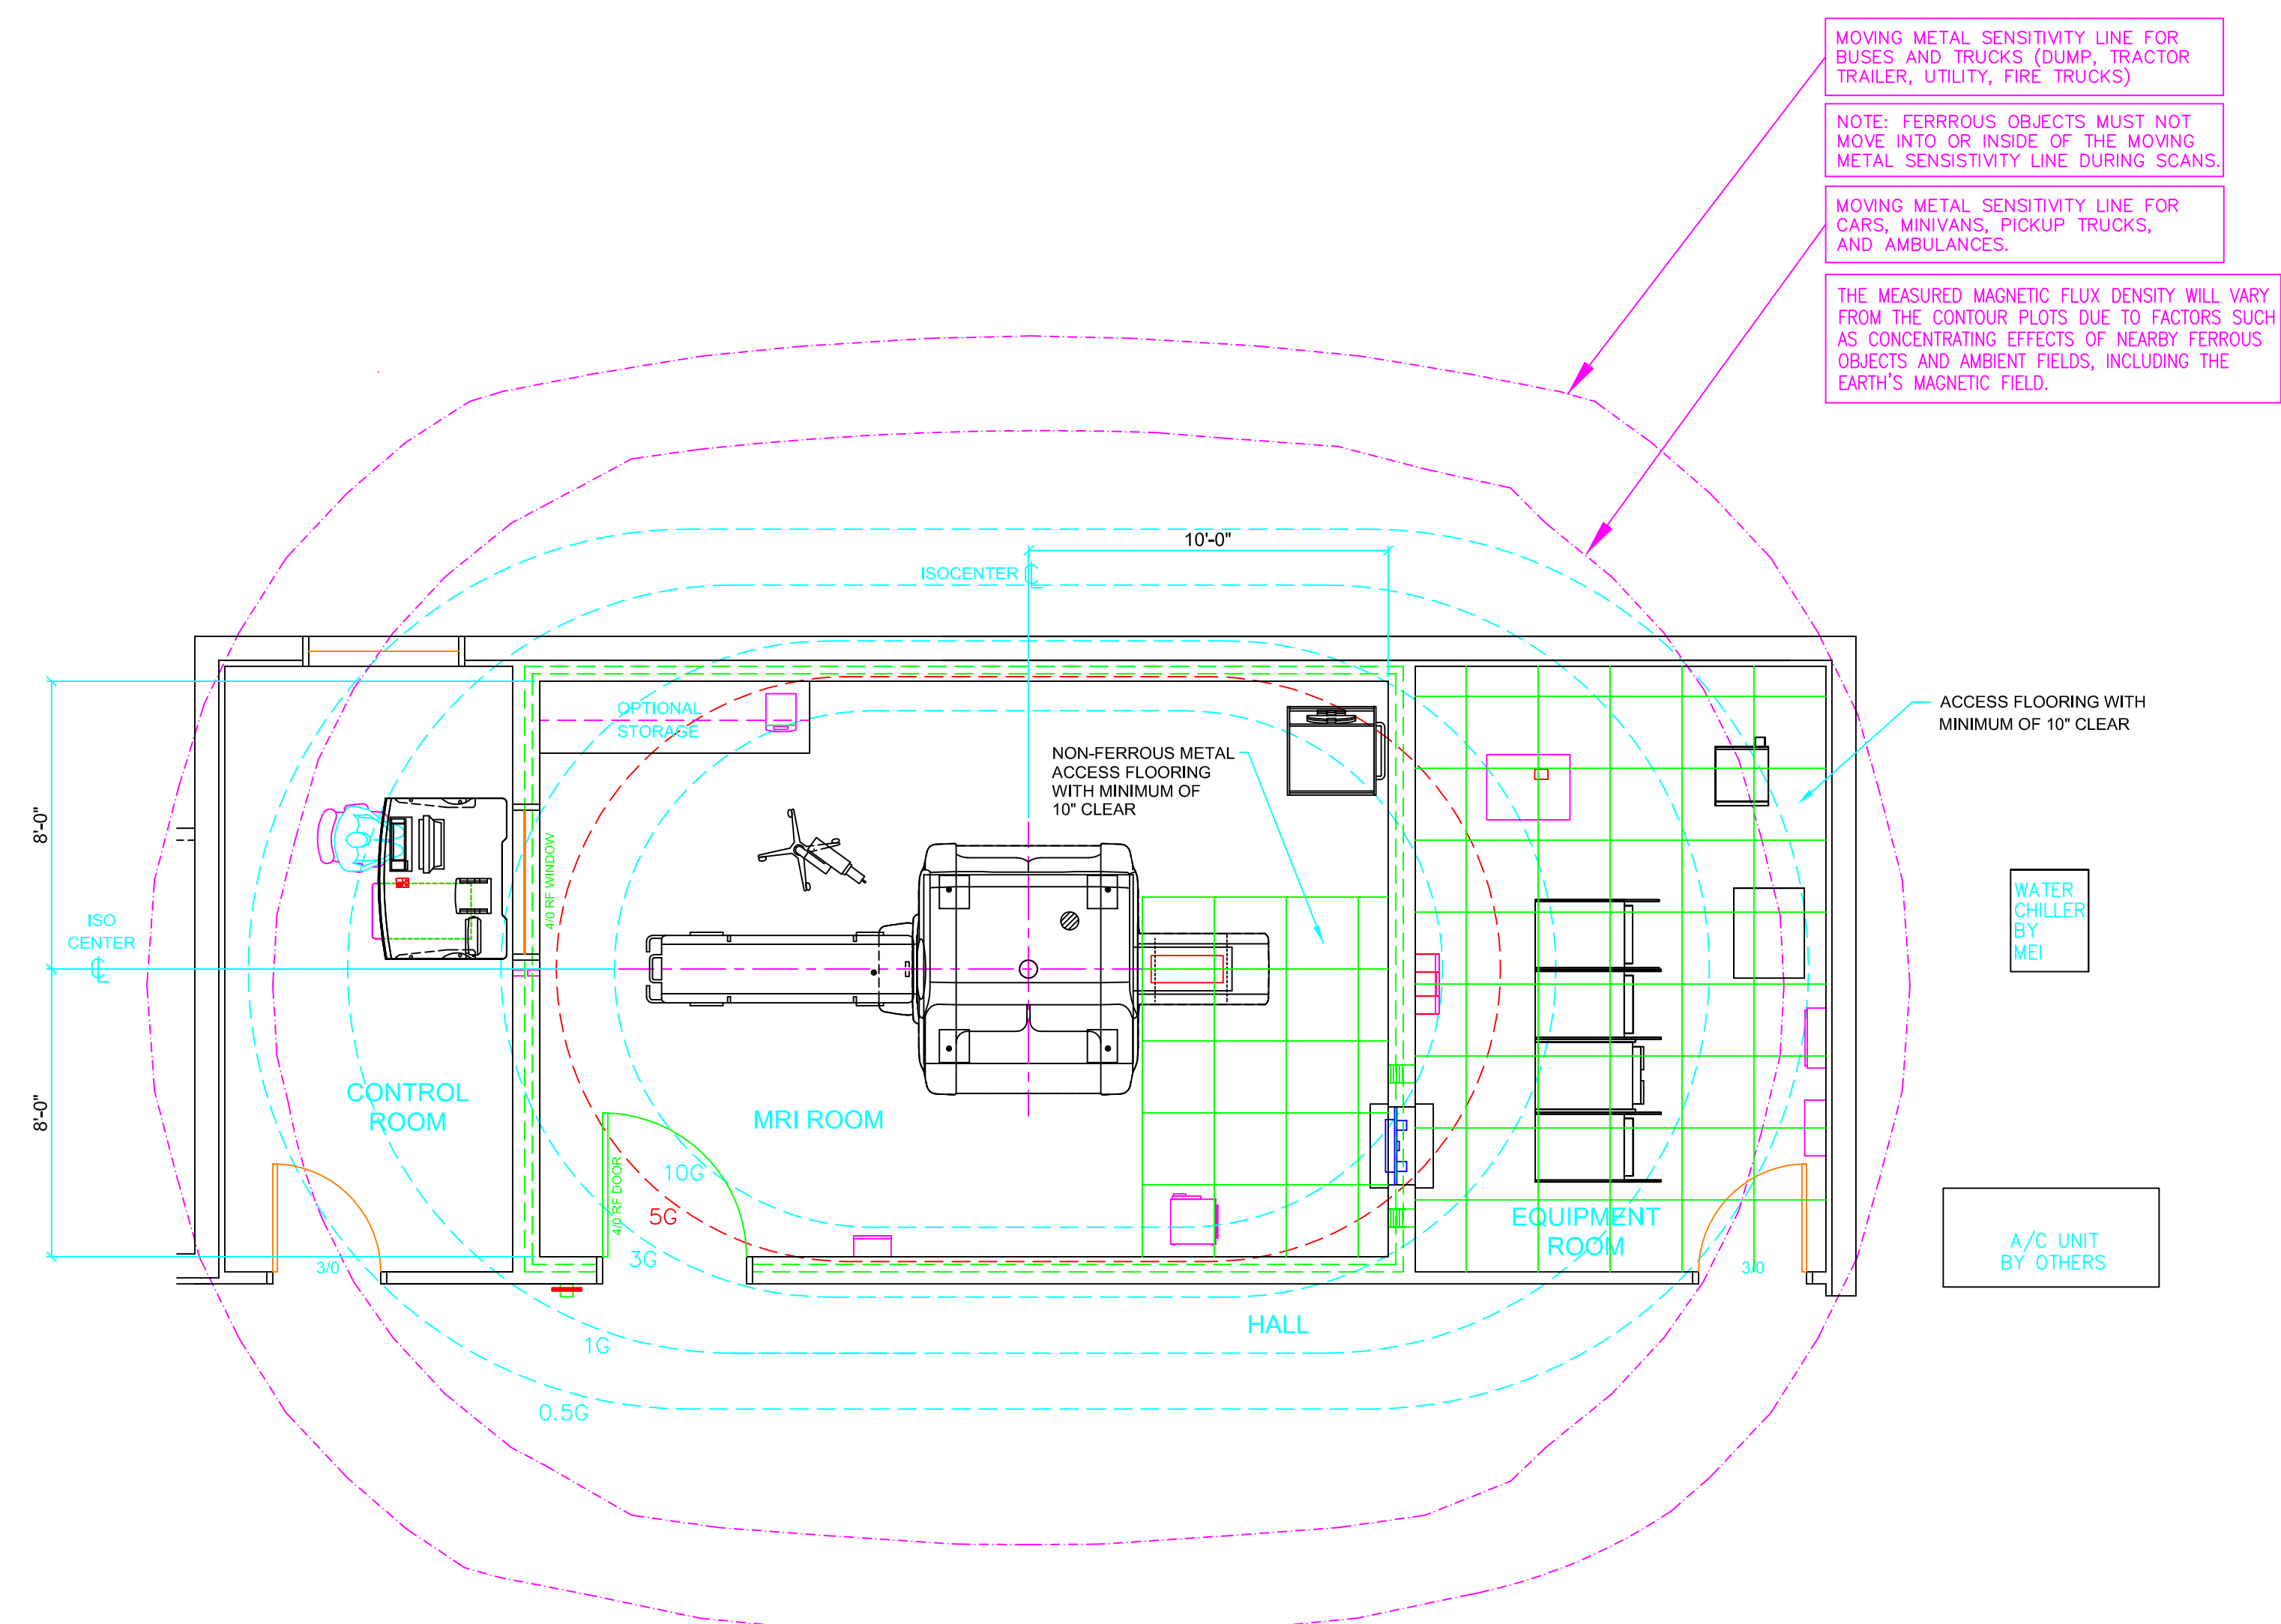 MOVING METAL SENSITIVITY LINE FOR
BUSES AND TRUCKS (DUMP, TRACTOR
TRAILER, UTILITY, FIRE TRUCKS)
NOTE: FERRROUS OBJECTS MUST NOT
MOVE INTO OR INSIDE OF THE MOVING
METAL SENSISTIVITY LINE DURING SCANS.
MOVING METAL SENSITIVITY LINE FOR
CARS, MINIVANS, PICKUP TRUCKS,
AND AMBULANCES.
THE MEASURED MAGNETIC FLUX DENSITY WILL VARY
FROM THE CONTOUR PLOTS DUE TO FACTORS SUCH
AS CONCENTRATING EFFECTS OF NEARBY FERROUS
OBJECTS AND AMBIENT FIELDS, INCLUDING THE
EARTH'S MAGNETIC FIELD.
10'-0"
ISOCENTER ℄
OPTIONAL
STORAGE
NON-FERROUS METAL
ACCESS FLOORING
WITH MINIMUM OF
10" CLEAR
ACCESS FLOORING WITH
MINIMUM OF 10" CLEAR
8'-0"
4/0 RF WINDOW
ISO
CENTER
℄
WATER
CHILLER
BY
MEI
8'-0"
CONTROL
ROOM
MRI ROOM
10G
5G
4/0 RF DOOR
3G
EQUIPMENT
ROOM
3/0
3/0
A/C UNIT
BY OTHERS
HALL
1G
0.5G